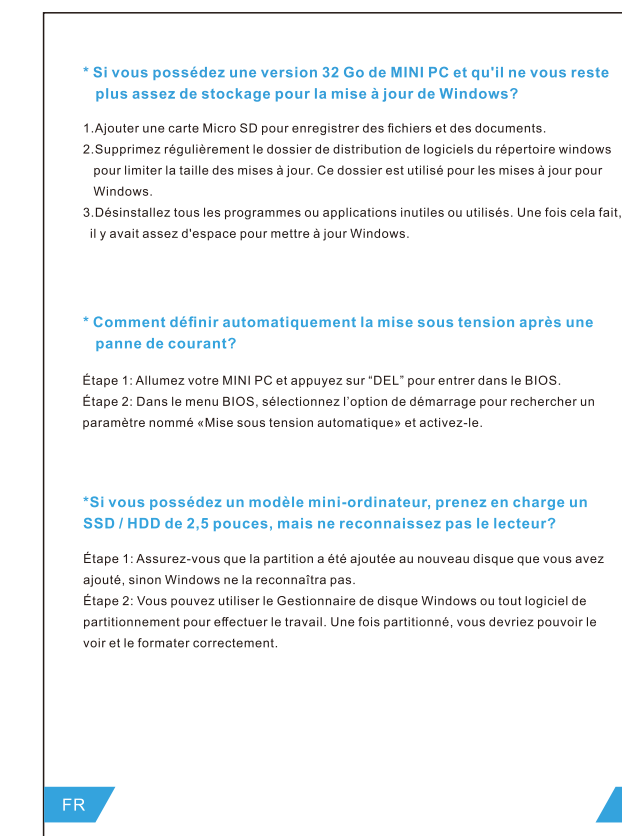 * Si vous possédez une version 32 Go de MINI PC et qu'il ne vous reste
plus assez de stockage pour la mise à jour de Windows?
1.Ajouter une carte Micro SD pour enregistrer des fichiers et des documents.
2.Supprimez régulièrement le dossier de distribution de logiciels du répertoire windows
pour limiter la taille des mises à jour. Ce dossier est utilisé pour les mises à jour pour
Windows.
3.Désinstallez tous les programmes ou applications inutiles ou utilisés. Une fois cela fait,
il y avait assez d'espace pour mettre à jour Windows.
* Comment définir automatiquement la mise sous tension après une
panne de courant?
Étape 1: Allumez votre MINI PC et appuyez sur “DEL” pour entrer dans le BIOS.
Étape 2: Dans le menu BIOS, sélectionnez l’option de démarrage pour rechercher un
paramètre nommé «Mise sous tension automatique» et activez-le.
*Si vous possédez un modèle mini-ordinateur, prenez en charge un
SSD / HDD de 2,5 pouces, mais ne reconnaissez pas le lecteur?
Étape 1: Assurez-vous que la partition a été ajoutée au nouveau disque que vous avez
ajouté, sinon Windows ne la reconnaîtra pas.
Étape 2: Vous pouvez utiliser le Gestionnaire de disque Windows ou tout logiciel de
partitionnement pour effectuer le travail. Une fois partitionné, vous devriez pouvoir le
voir et le formater correctement.
FR